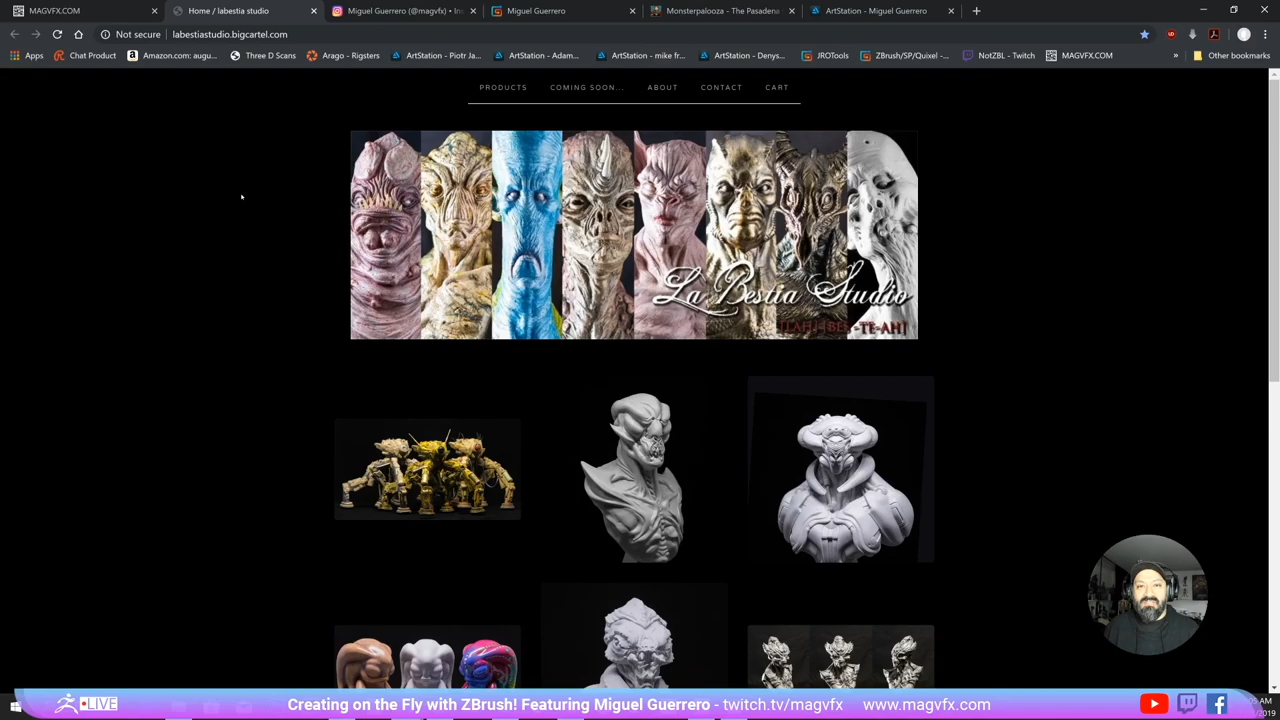 MAGVFX.COM
Home / labestia studio
Miguel Guerrero (@magvfx) • In
Miguel Guerrero
Monsterpalooza - The Pasadena
ArtStation - Miguel Guerrero
Not secure
labestiastudio.bigcartel.com
Apps
Chat Product
Amazon.com: augu...
Three D Scans
Arago - Rigsters
ArtStation - Piotr Ja...
ArtStation - Adam...
ArtStation - mike fr...
ArtStation - Denys...
JROTools
ZBrush/SP/Quixel -...
NotZBL - Twitch
MAGVFX.COM
»
Other bookmarks
PRODUCTS
COMING SOON...
ABOUT
CONTACT
CART
La Bestia Studio
[LAH] [BES -TE-AH]
LIVE
Creating on the Fly with ZBrush! Featuring Miguel Guerrero - twitch.tv/magvfx www.magvfx.com